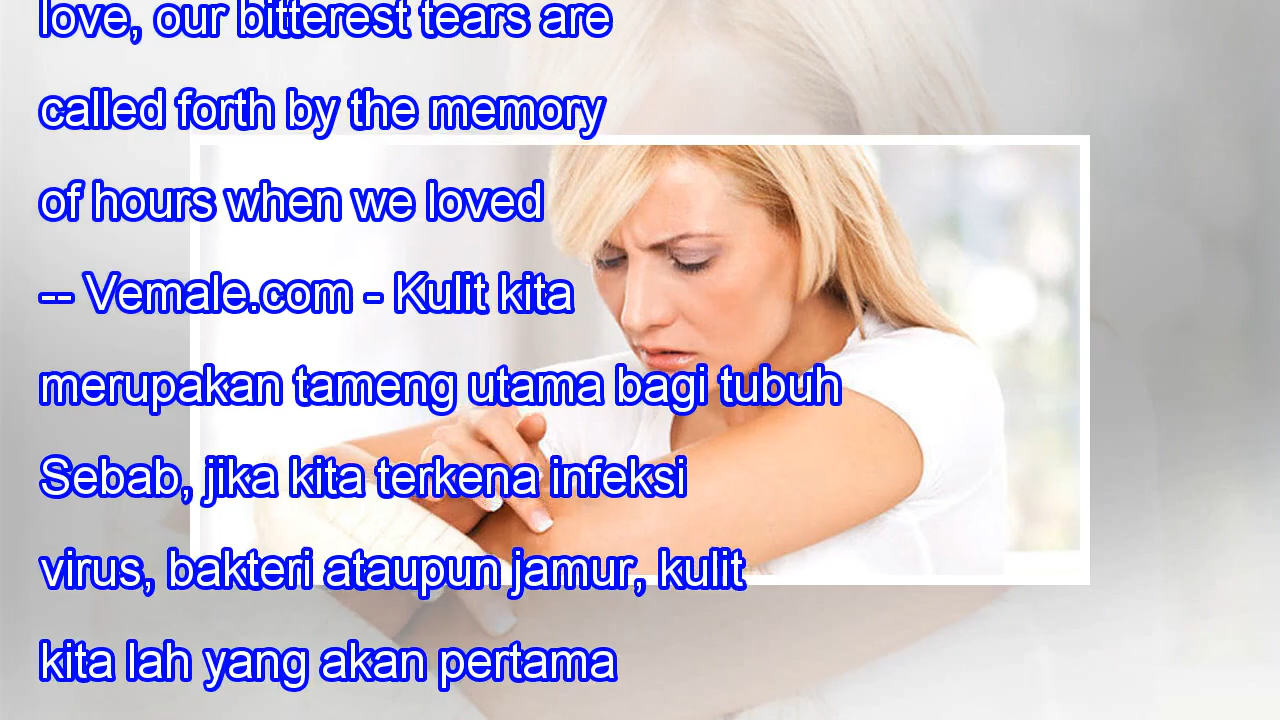 love, our bitterest tears are
called forth by the memory
of hours when we loved
-- Vemale.com - Kulit kita
merupakan tameng utama bagi tubuh
Sebab, jika kita terkena infeksi
virus, bakteri ataupun jamur, kulit
kita lah yang akan pertama